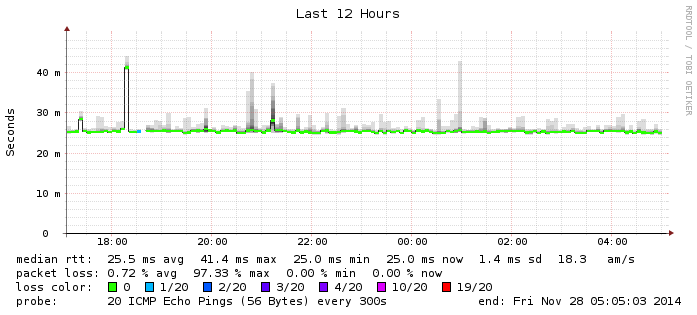 Last 12 Hours
RRDTOOL / TOBI OETIKER
Seconds
40 m
30 m
20 m
10 m
0
18:00 20:00 22:00 00:00 02:00 04:00
median rtt: 25.5 ms avg 41.4 ms max 25.0 ms min 25.0 ms now 1.4 ms sd 18.3 am/s
packet loss: 0.72 % avg 97.33 % max 0.00 % min 0.00 % now
loss color: 0 1/20 2/20 3/20 4/20 10/20 19/20
probe: 20 ICMP Echo Pings (56 Bytes) every 300s end: Fri Nov 28 05:05:03 2014